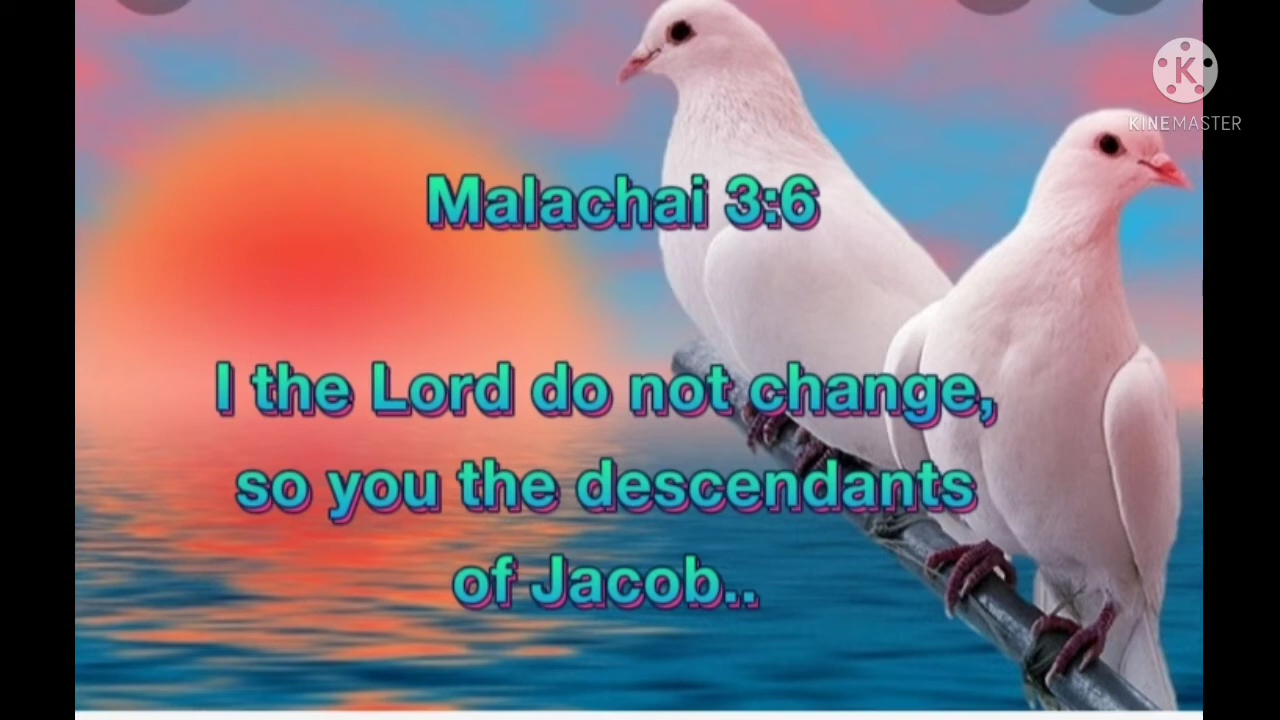 K
KINEMASTER
Malachai 3:6
I the Lord do not change,
so you the descendants
of Jacob..